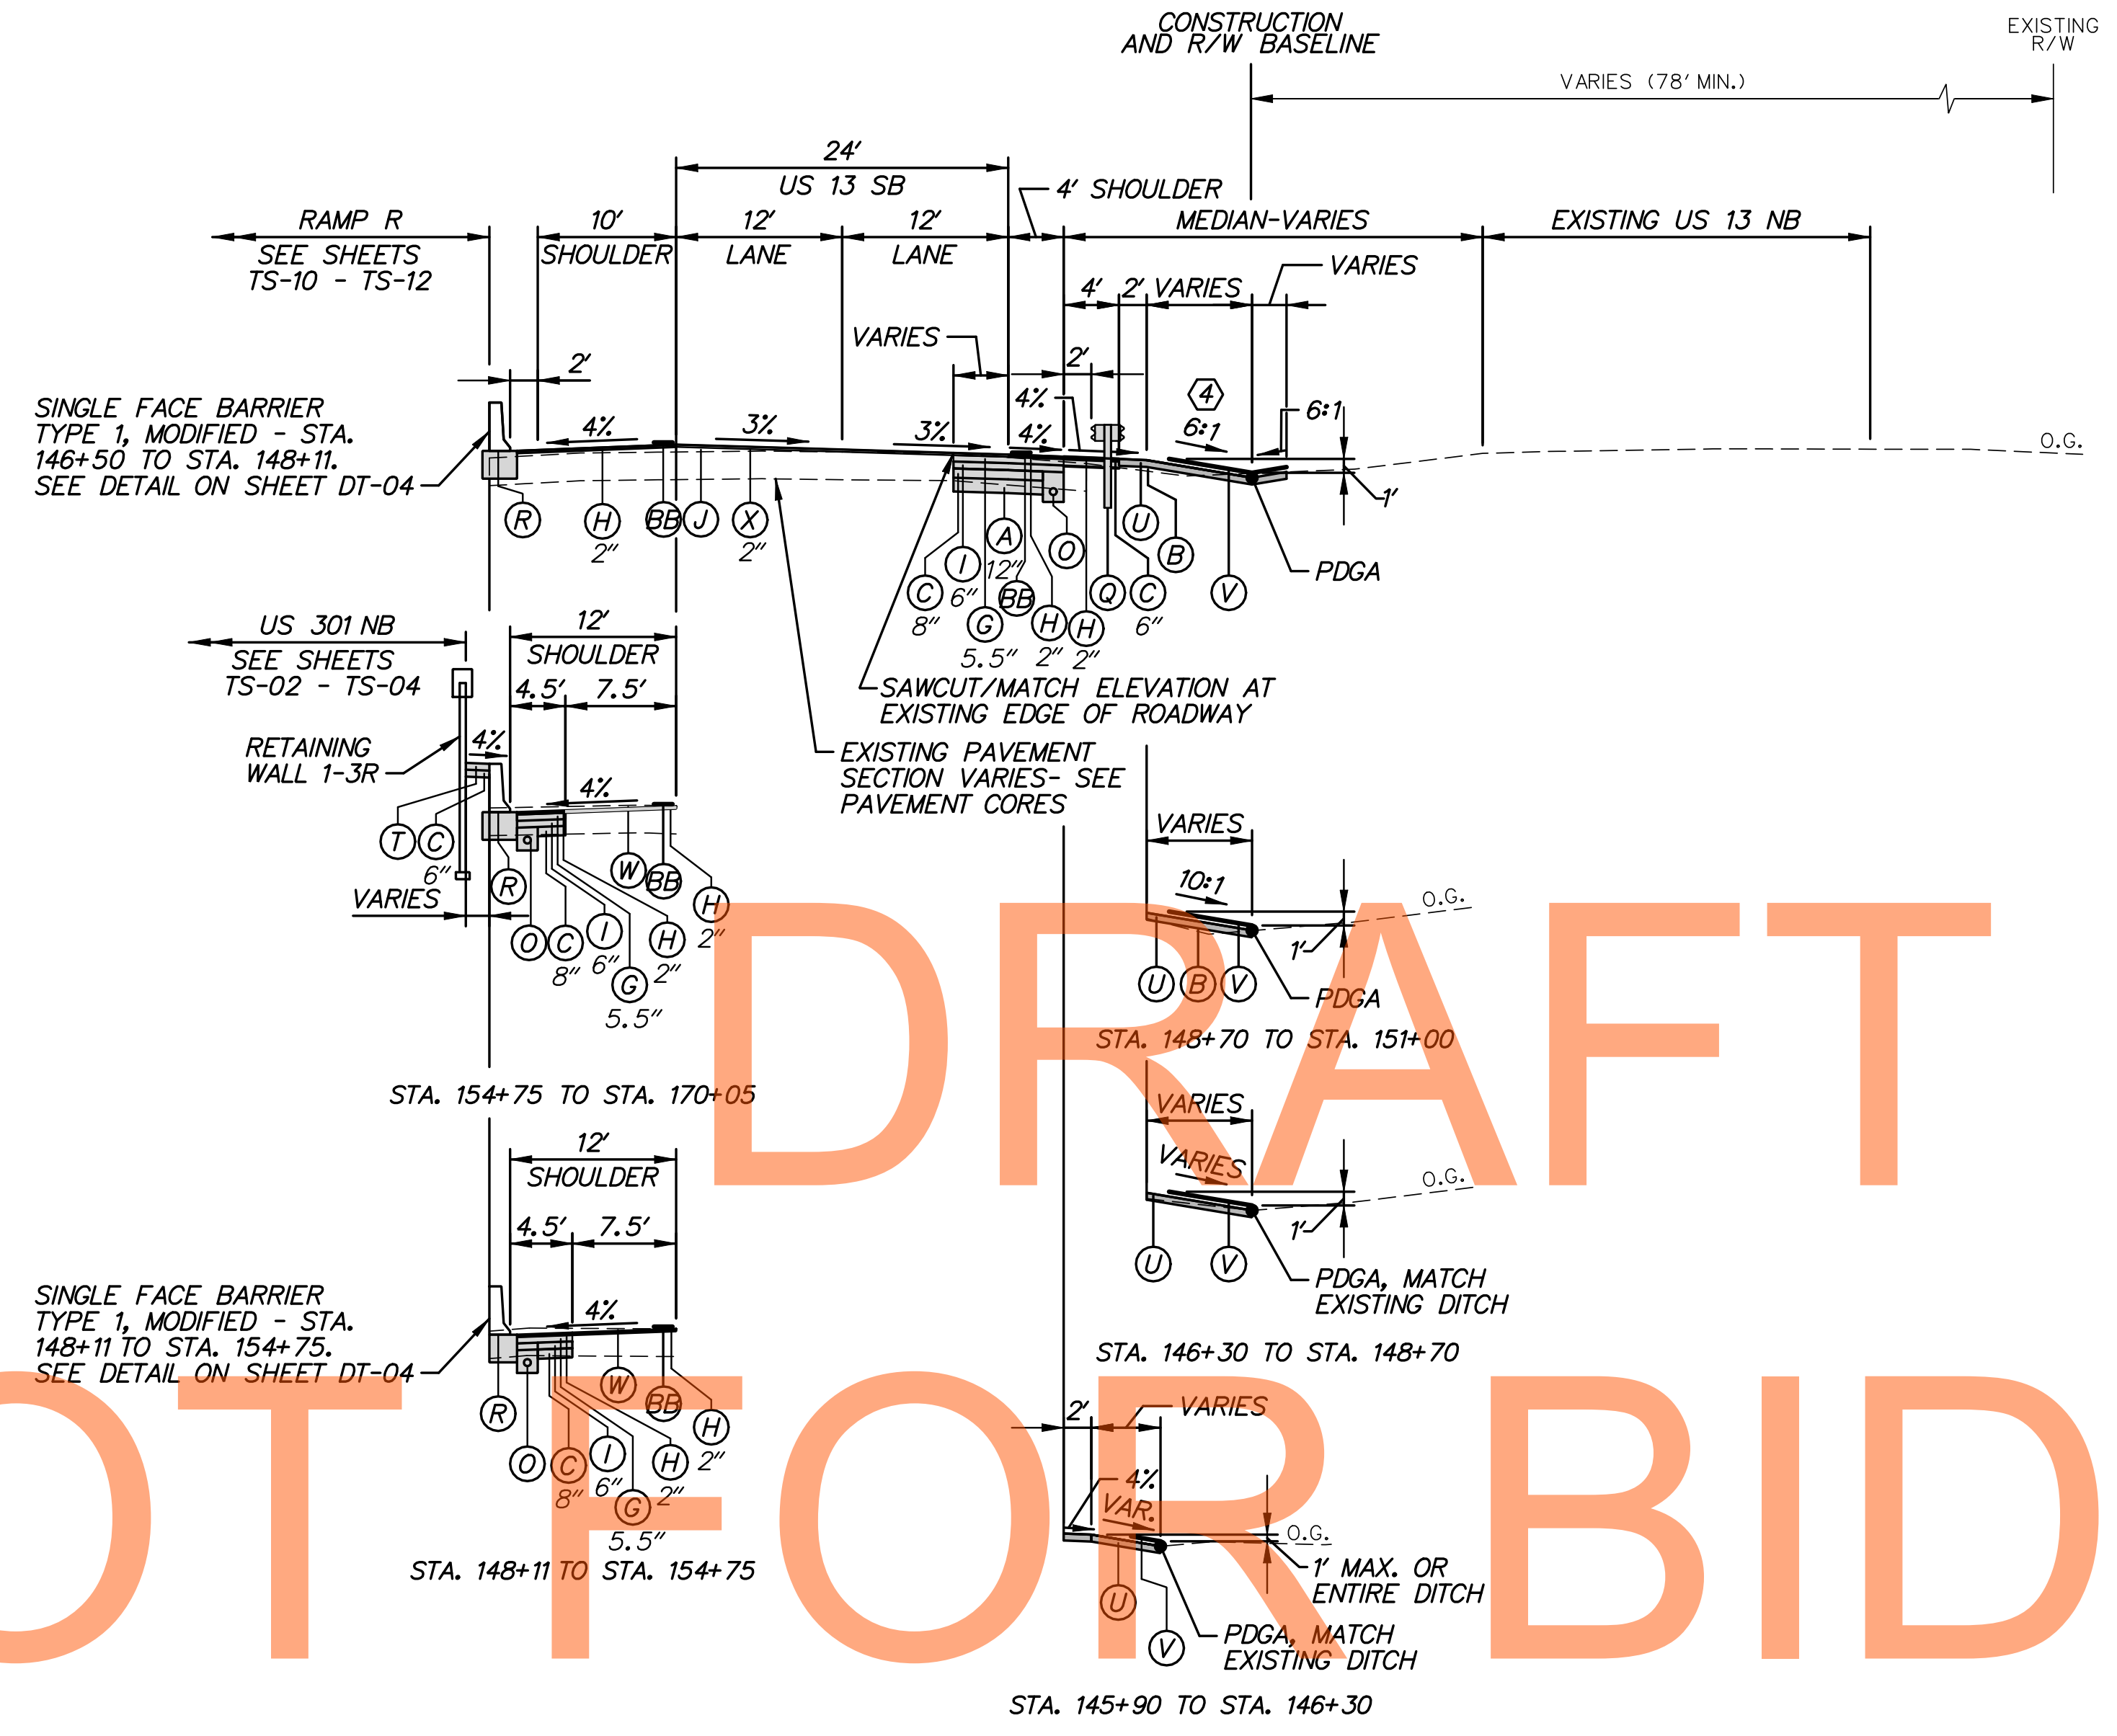 CONSTRUCTION
AND R/W BASELINE
EXISTING
R/W
VARIES (78' MIN.)
24'
US 13 SB
4' SHOULDER
RAMP R
SEE SHEETS
TS-10 - TS-12
10'
SHOULDER
12'
LANE
12'
LANE
MEDIAN-VARIES
EXISTING US 13 NB
VARIES
4'
2'
VARIES
VARIES
2'
2'
SINGLE FACE BARRIER
TYPE 1, MODIFIED - STA.
146+50 TO STA. 148+11.
SEE DETAIL ON SHEET DT-04
4%
3%
3%
4%
4%
4
6:1
6:1
O.G.
1'
R
H
2"
BB
J
X
2"
C
8"
I
6"
A
12"
G
5.5"
BB
H
2"
O
H
2"
Q
C
6"
U
B
V
PDGA
SAWCUT/MATCH ELEVATION AT
EXISTING EDGE OF ROADWAY
EXISTING PAVEMENT
SECTION VARIES- SEE
PAVEMENT CORES
US 301 NB
SEE SHEETS
TS-02 - TS-04
12'
SHOULDER
4.5'
7.5'
RETAINING
WALL 1-3R
4%
4%
T
C
6"
R
W
BB
H
2"
VARIES
O
C
8"
I
6"
H
2"
G
5.5"
STA. 154+75 TO STA. 170+05
VARIES
10:1
O.G.
1'
U
B
V
PDGA
STA. 148+70 TO STA. 151+00
VARIES
VARIES
O.G.
1'
U
V
PDGA, MATCH
EXISTING DITCH
STA. 146+30 TO STA. 148+70
12'
SHOULDER
4.5'
7.5'
SINGLE FACE BARRIER
TYPE 1, MODIFIED - STA.
148+11 TO STA. 154+75.
SEE DETAIL ON SHEET DT-04
4%
R
W
BB
H
2"
O
C
8"
I
6"
H
2"
G
5.5"
STA. 148+11 TO STA. 154+75
2'
VARIES
4%
VAR.
O.G.
1' MAX. OR
ENTIRE DITCH
U
V
PDGA, MATCH
EXISTING DITCH
STA. 145+90 TO STA. 146+30
DRAFT
OT FOR BID